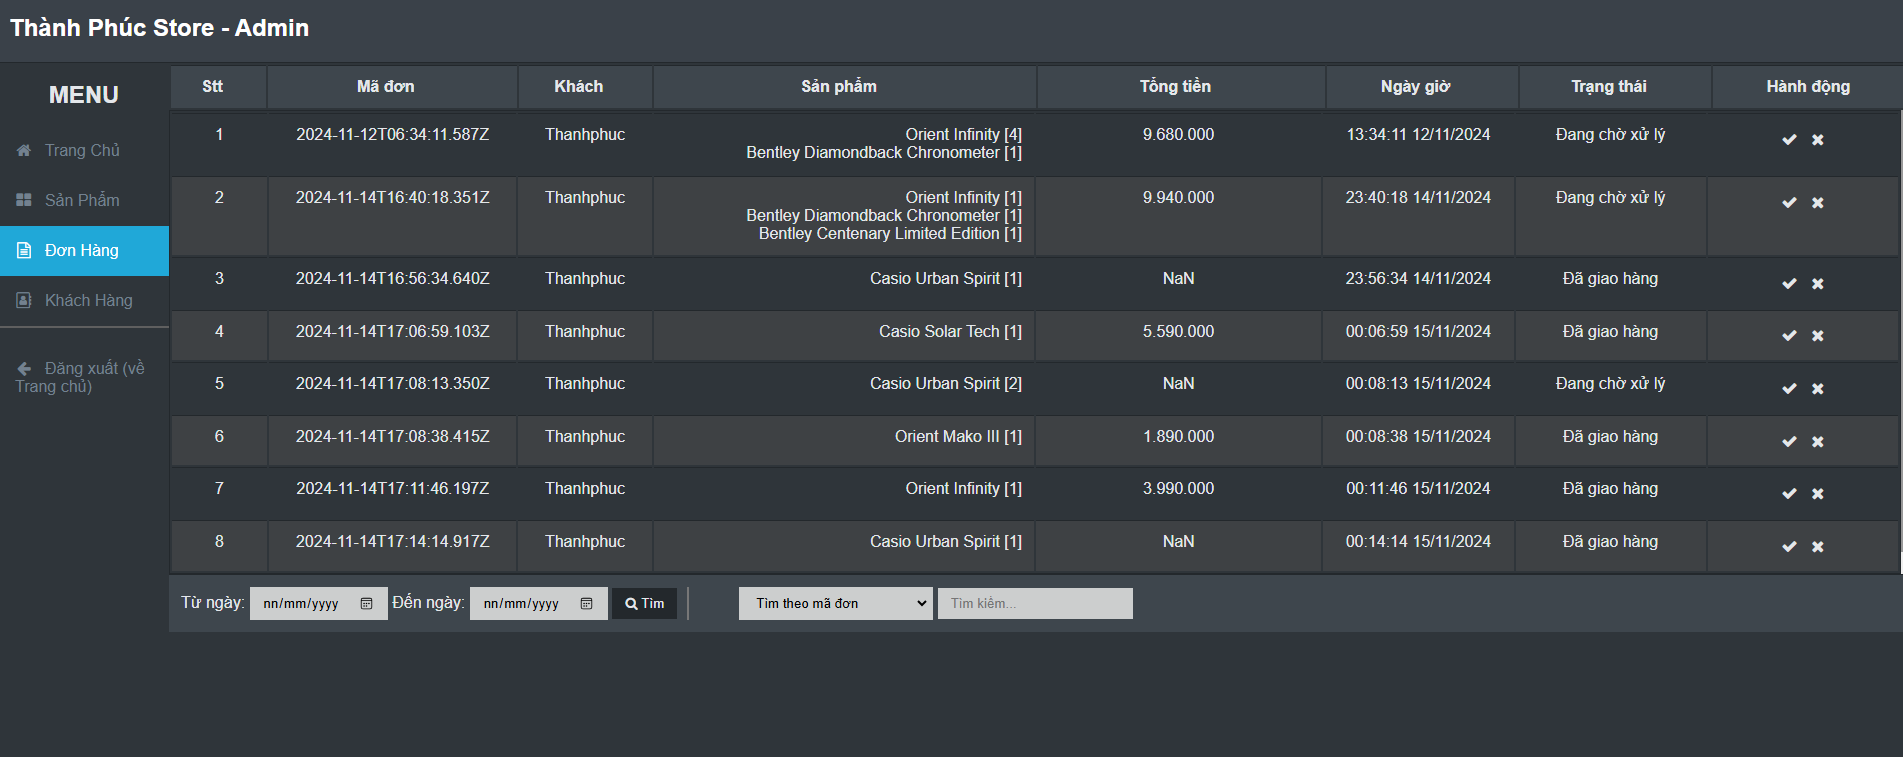 Thành Phúc Store - Admin
MENU
Trang Chủ
Sản Phẩm
Đơn Hàng
Khách Hàng
Đăng xuất (về
Trang chủ)
Stt Mã đơn Khách Sản phẩm Tổng tiền Ngày giờ Trạng thái Hành động
1 2024-11-12T06:34:11.587Z Thanhphuc Orient Infinity [4] 9.680.000 13:34:11 12/11/2024 Đang chờ xử lý
Bentley Diamondback Chronometer [1]
2 2024-11-14T16:40:18.351Z Thanhphuc Orient Infinity [1] 9.940.000 23:40:18 14/11/2024 Đang chờ xử lý
Bentley Diamondback Chronometer [1]
Bentley Centenary Limited Edition [1]
3 2024-11-14T16:56:34.640Z Thanhphuc Casio Urban Spirit [1] NaN 23:56:34 14/11/2024 Đã giao hàng
4 2024-11-14T17:06:59.103Z Thanhphuc Casio Solar Tech [1] 5.590.000 00:06:59 15/11/2024 Đã giao hàng
5 2024-11-14T17:08:13.350Z Thanhphuc Casio Urban Spirit [2] NaN 00:08:13 15/11/2024 Đang chờ xử lý
6 2024-11-14T17:08:38.415Z Thanhphuc Orient Mako III [1] 1.890.000 00:08:38 15/11/2024 Đã giao hàng
7 2024-11-14T17:11:46.197Z Thanhphuc Orient Infinity [1] 3.990.000 00:11:46 15/11/2024 Đã giao hàng
8 2024-11-14T17:14:14.917Z Thanhphuc Casio Urban Spirit [1] NaN 00:14:14 15/11/2024 Đã giao hàng
Từ ngày: nn/mm/yyyy Đến ngày: nn/mm/yyyy Tìm Tìm theo mã đơn Tìm kiếm...